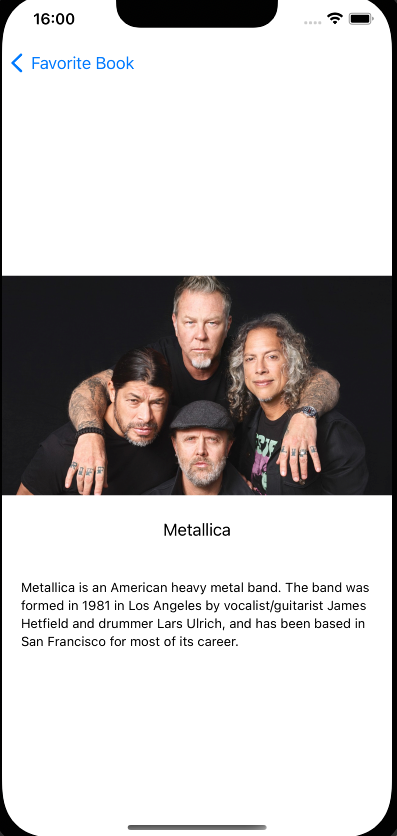 16:00
Favorite Book
Metallica
Metallica is an American heavy metal band. The band was
formed in 1981 in Los Angeles by vocalist/guitarist James
Hetfield and drummer Lars Ulrich, and has been based in
San Francisco for most of its career.